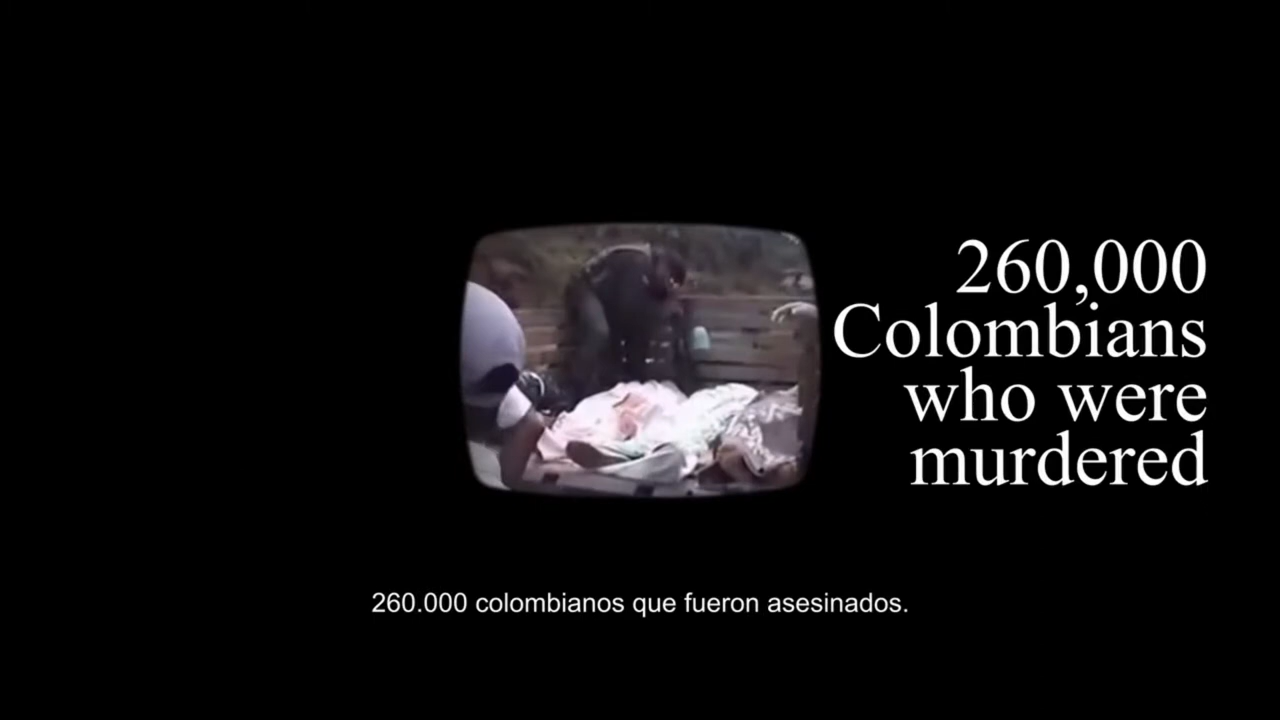 260,000
Colombians
who were
murdered
260.000 colombianos que fueron asesinados.